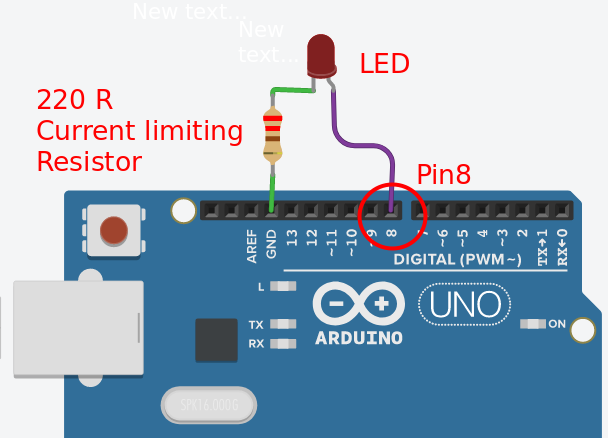 New text...
New
text...
LED
220 R
Current limiting
Resistor
Pin8
AREF
GND
13
12
~11
~10
~9
8
7
~6
~5
4
~3
2
TX→1
RX←0
DIGITAL (PWM~)
L
TX
RX
ARDUINO
UNO
ON
SPK16.000G